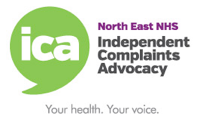 ica
North East NHS
Independent
Complaints
Advocacy
Your health. Your voice.